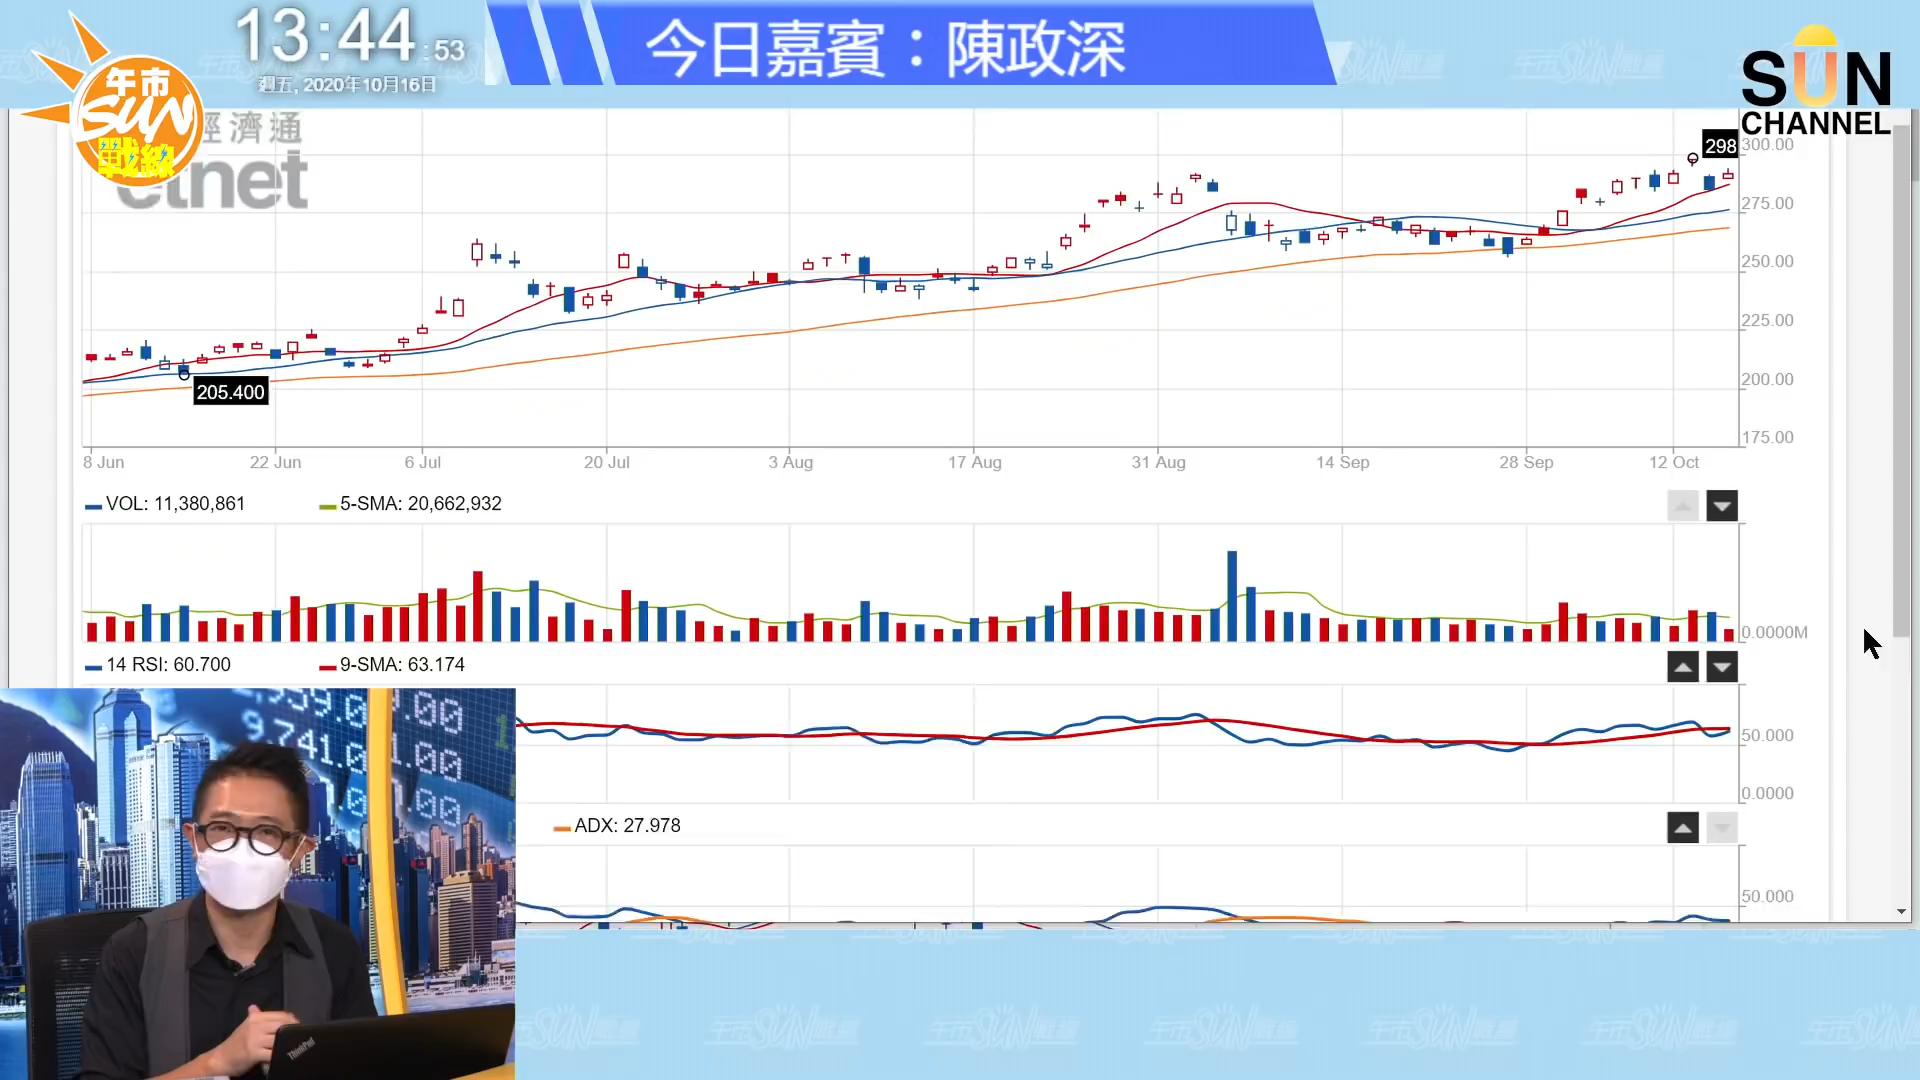 13:44:53
週五, 2020年10月16日
今日嘉賓：陳政深
SUN
CHANNEL
午市
SUN
戰線
經濟通
etnet
298
300.00
275.00
250.00
225.00
200.00
175.00
205.400
8 Jun
22 Jun
6 Jul
20 Jul
3 Aug
17 Aug
31 Aug
14 Sep
28 Sep
12 Oct
VOL: 11,380,861
5-SMA: 20,662,932
0.0000M
14 RSI: 60.700
9-SMA: 63.174
50.000
0.0000
ADX: 27.978
50.000
9.741.0
ThinkPad